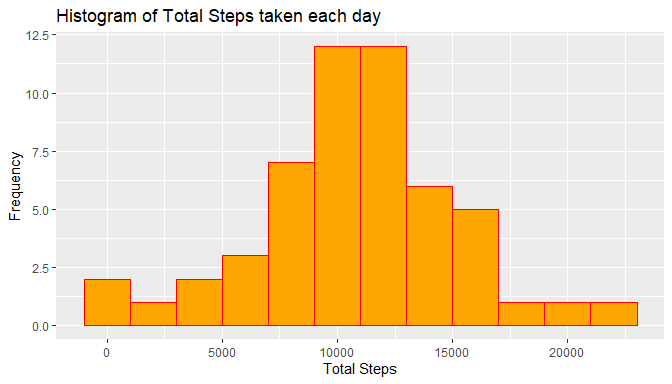 Histogram of Total Steps taken each day
12.5
10.0
7.5
5.0
2.5
0.0
Frequency
0 5000 10000 15000 20000
Total Steps